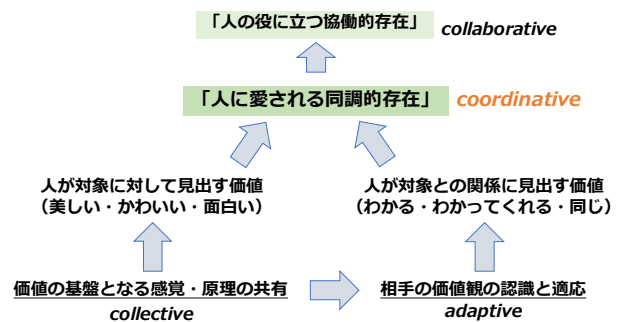 「人の役に立つ協働的存在」 collaborative
「人に愛される同調的存在」 coordinative
人が対象に対して見出す価値
（美しい・かわいい・面白い）
人が対象との関係に見出す価値
（わかる・わかってくれる・同じ）
価値の基盤となる感覚・原理の共有
collective
相手の価値観の認識と適応
adaptive